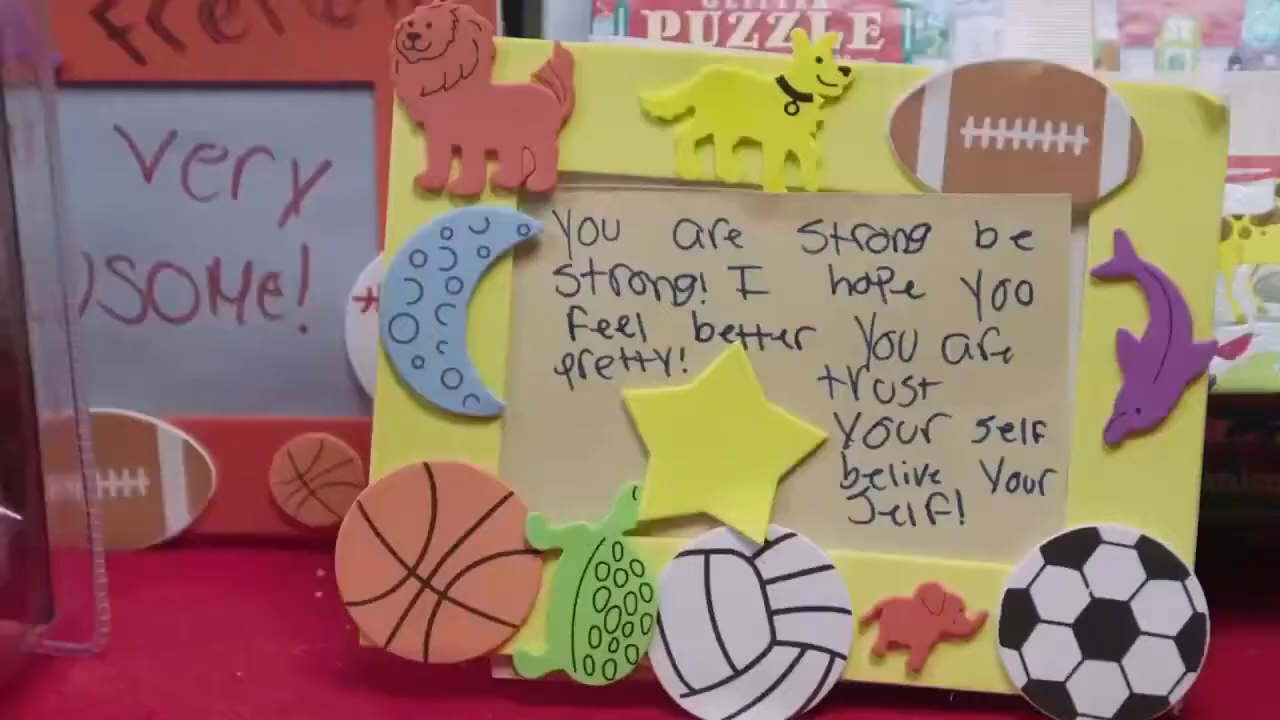 GLITTER
PUZZLE
very
SOMe!
You are Strong be
Strong! I hope YOU
Feel better You are
pretty! trust
Your self
belive Your
self!